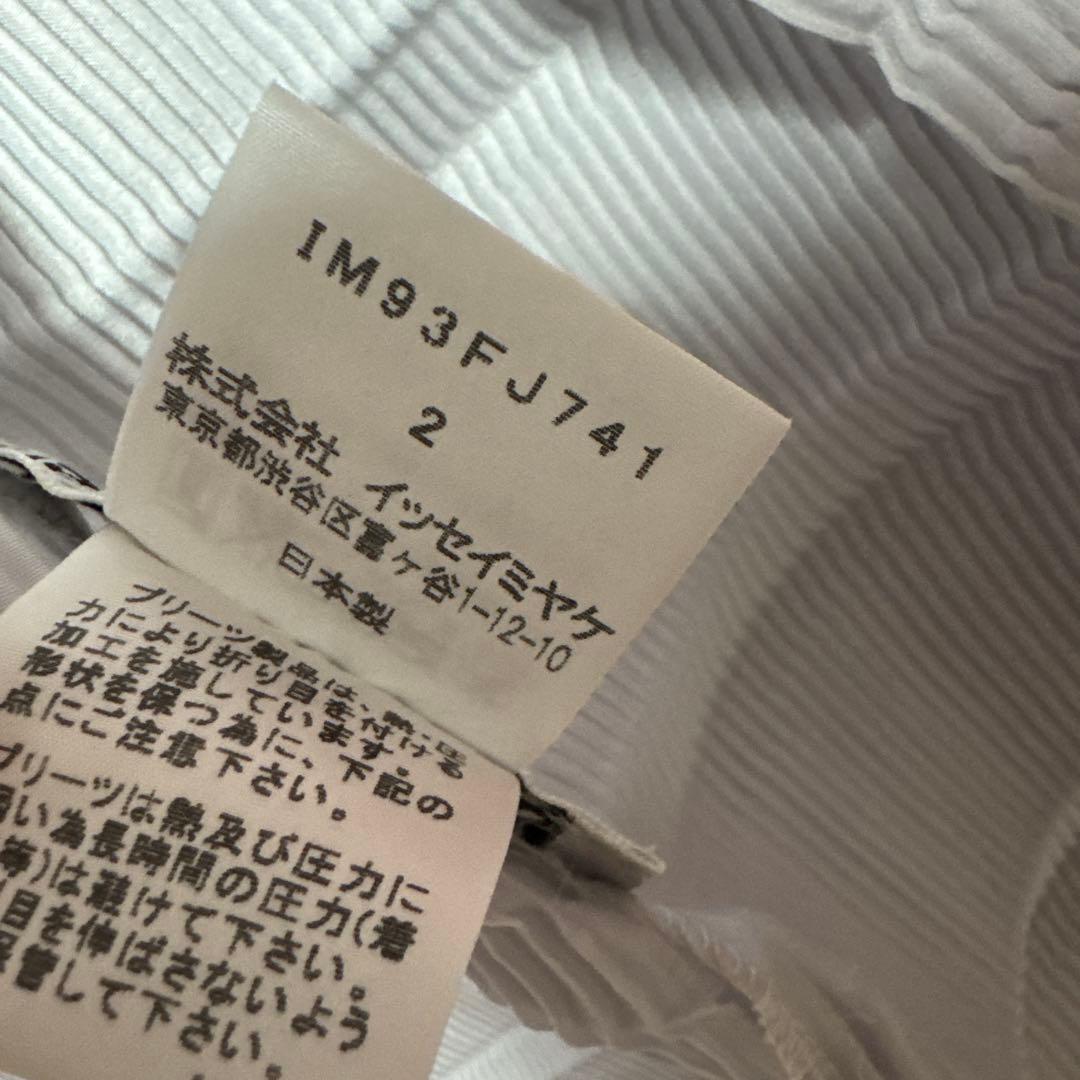 IM93FJ741
2
株式会社 イッセイミヤケ
東京都渋谷区富ヶ谷1-12-10
日本製
プリーツ製品は、熱・圧
力により折り目を付ける
加工を施しています。
形状を保つ為に、下記の
点にご注意下さい。
プリーツは熱及び圧力に
弱い為長時間の圧力(着
等)は避けて下さい。
目を伸ばさないよう
保管して下さい。